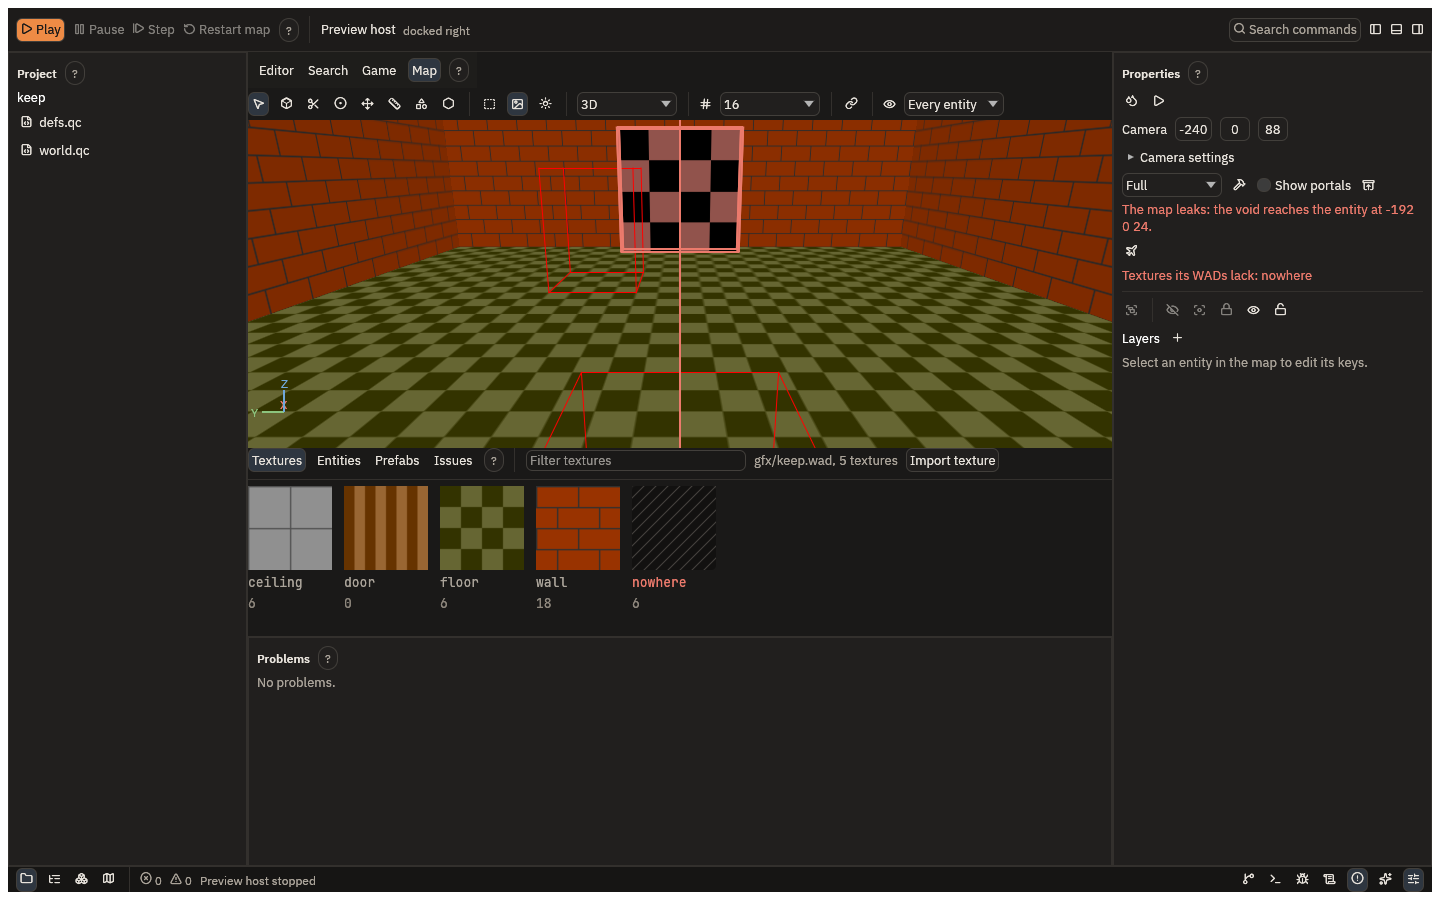 Play Pause Step Restart map ? Preview host docked right Search commands
Project ?
keep
defs.qc
world.qc
Editor Search Game Map ?
3D 16 Every entity
Z
X
Y
Textures Entities Prefabs Issues ? Filter textures gfx/keep.wad, 5 textures Import texture
ceiling door floor wall nowhere
6 0 6 18 6
Problems ?
No problems.
Properties ?
Camera -240 0 88
Camera settings
Full Show portals
The map leaks: the void reaches the entity at -192
0 24.
Textures its WADs lack: nowhere
Layers +
Select an entity in the map to edit its keys.
0 0 Preview host stopped